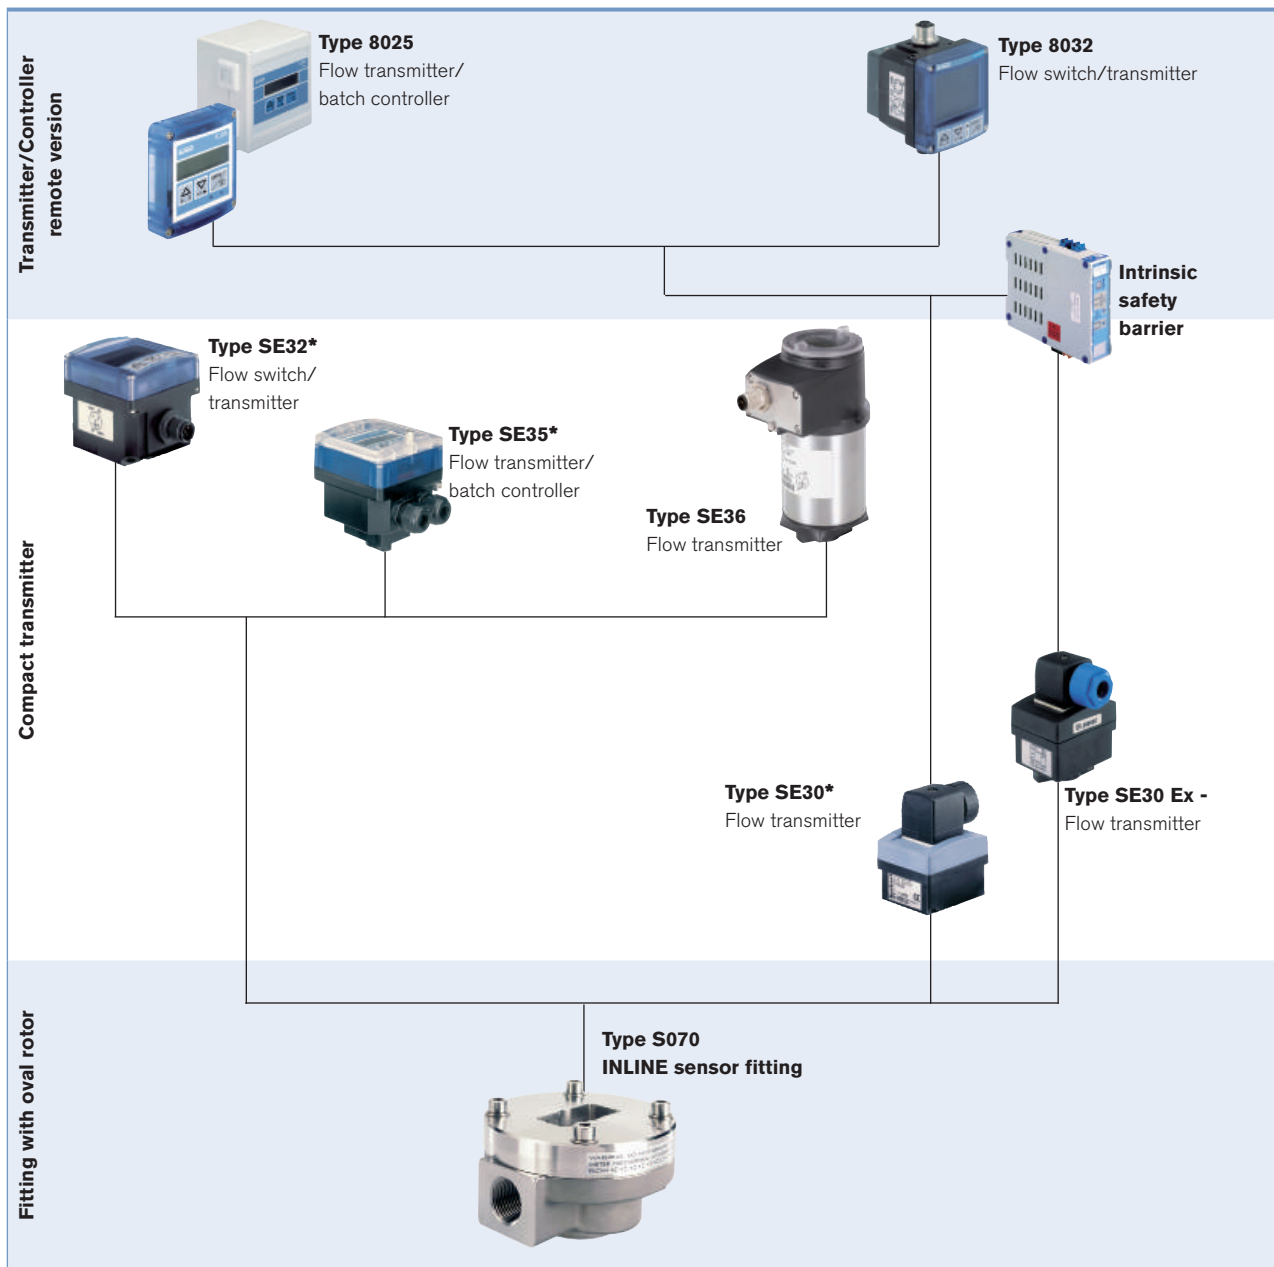 Transmitter/Controller
remote version
Type 8025
Flow transmitter/
batch controller
Type 8032
Flow switch/transmitter
Intrinsic
safety
barrier
Compact transmitter
Type SE32*
Flow switch/
transmitter
Type SE35*
Flow transmitter/
batch controller
Type SE36
Flow transmitter
Type SE30*
Flow transmitter
Type SE30 Ex -
Flow transmitter
Fitting with oval rotor
Type S070
INLINE sensor fitting